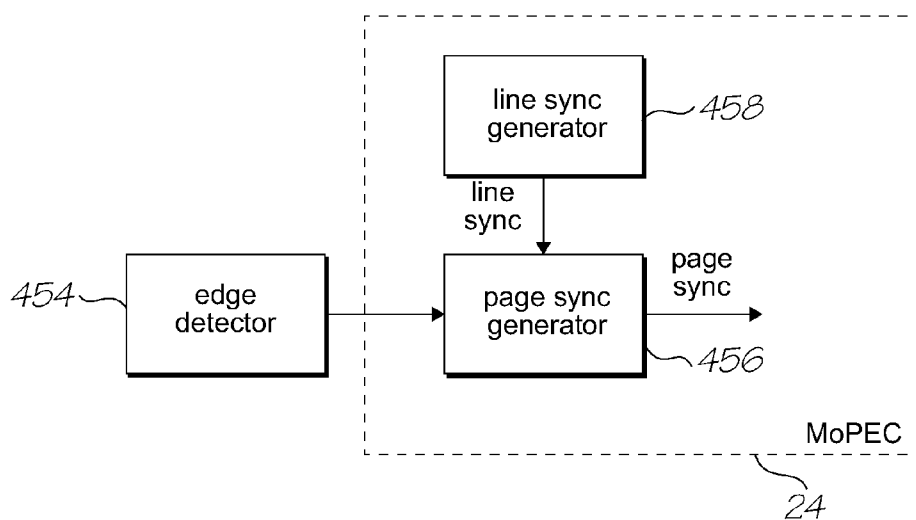 line sync
generator
458
line
sync
454
edge
detector
page sync
generator
page
sync
456
MoPEC
24